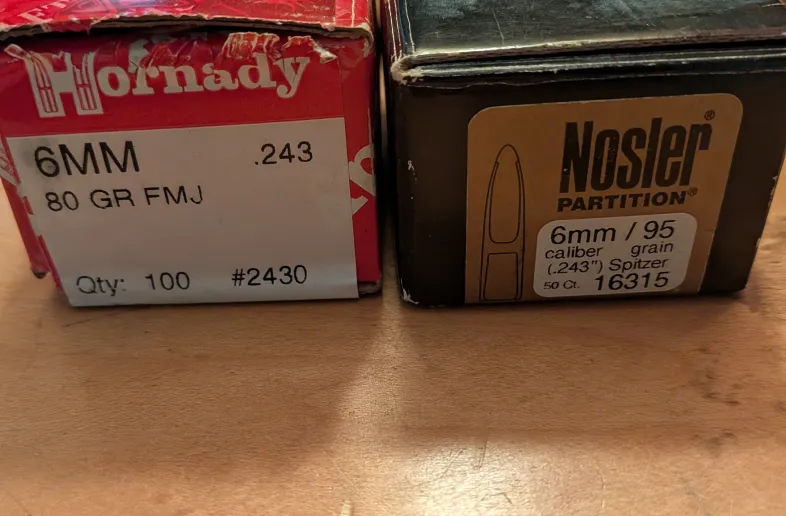 Hornady
6MM .243
80 GR FMJ
Qty: 100 #2430
Nosler®
PARTITION®
6mm / 95
caliber grain
(.243") Spitzer
50 Ct. 16315